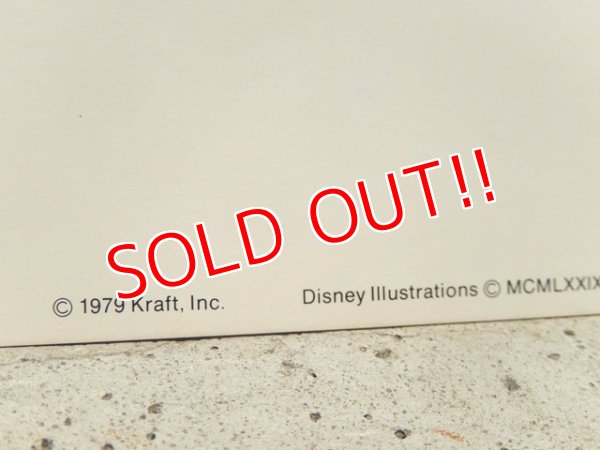 SOLD OUT!!
© 1979 Kraft, Inc.
Disney Illustrations © MCMLXXIX